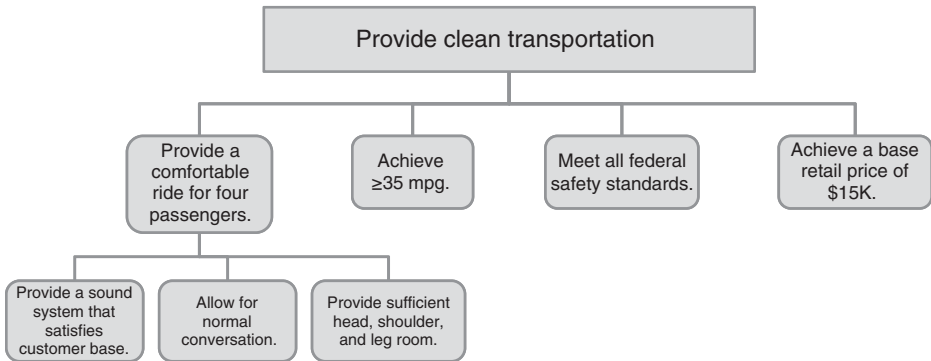 Provide clean transportation
Provide a
comfortable
ride for four
passengers.
Achieve
≥35 mpg.
Meet all federal
safety standards.
Achieve a base
retail price of
$15K.
Provide a sound
system that
satisfies
customer base.
Allow for
normal
conversation.
Provide sufficient
head, shoulder,
and leg room.